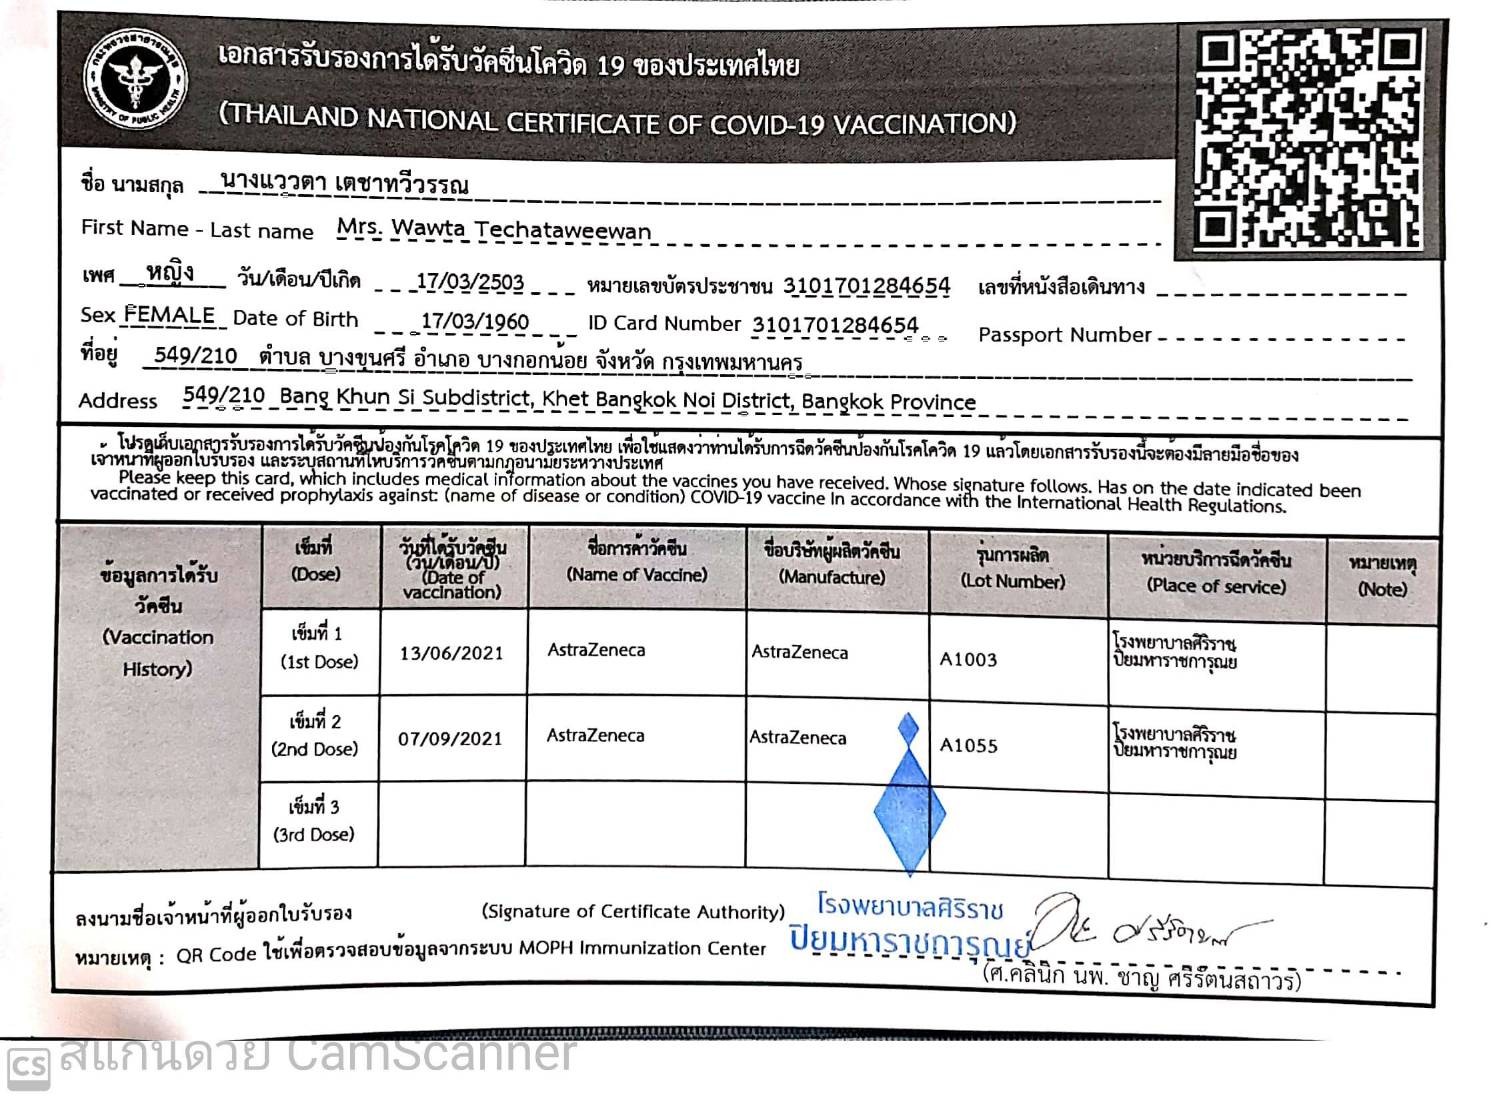 เอกสารรับรองการได้รับวัคซีนโควิด 19 ของประเทศไทย
(THAILAND NATIONAL CERTIFICATE OF COVID-19 VACCINATION)
กระทรวงสาธารณสุข
MINISTRY OF PUBLIC HEALTH
ชื่อ นามสกุล นางแววตา เตชาทวีวรรณ
First Name - Last name Mrs. Wawta Techataweewan
เพศ หญิง วัน/เดือน/ปีเกิด 17/03/2503 หมายเลขบัตรประชาชน 3101701284654 เลขที่หนังสือเดินทาง
Sex FEMALE Date of Birth 17/03/1960 ID Card Number 3101701284654 Passport Number
ที่อยู่ 549/210 ตำบล บางขุนศรี อำเภอ บางกอกน้อย จังหวัด กรุงเทพมหานคร
Address 549/210 Bang Khun Si Subdistrict, Khet Bangkok Noi District, Bangkok Province
โปรดเก็บเอกสารรับรองการได้รับวัคซีนป้องกันโรคโควิด 19 ของประเทศไทย เพื่อใช้แสดงว่าท่านได้รับการฉีดวัคซีนป้องกันโรคโควิด 19 แล้วโดยเอกสารรับรองนี้จะต้องมีลายมือชื่อของ
เจ้าหน้าที่ผู้ออกใบรับรอง และระบุสถานที่ให้บริการวัคซีนตามกฎอนามัยระหว่างประเทศ
Please keep this card, which includes medical information about the vaccines you have received. Whose signature follows. Has on the date indicated been
vaccinated or received prophylaxis against: (name of disease or condition) COVID-19 vaccine In accordance with the International Health Regulations.
ข้อมูลการได้รับ
วัคซีน
(Vaccination
History)
เข็มที่
(Dose)
วันที่ได้รับวัคซีน
(วัน/เดือน/ปี)
(Date of
vaccination)
ชื่อการค้าวัคซีน
(Name of Vaccine)
ชื่อบริษัทผู้ผลิตวัคซีน
(Manufacture)
รุ่นการผลิต
(Lot Number)
หน่วยบริการฉีดวัคซีน
(Place of service)
หมายเหตุ
(Note)
เข็มที่ 1
(1st Dose)
13/06/2021
AstraZeneca
AstraZeneca
A1003
โรงพยาบาลศิริราช
ปิยมหาราชการุณย
เข็มที่ 2
(2nd Dose)
07/09/2021
AstraZeneca
AstraZeneca
A1055
โรงพยาบาลศิริราช
ปิยมหาราชการุณย
เข็มที่ 3
(3rd Dose)
ลงนามชื่อเจ้าหน้าที่ผู้ออกใบรับรอง (Signature of Certificate Authority) โรงพยาบาลศิริราช
ปิยมหาราชการุณย์
หมายเหตุ : QR Code ใช้เพื่อตรวจสอบข้อมูลจากระบบ MOPH Immunization Center
(ศ.คลินิก นพ. ชาญ ศรีรัตนสถาวร)
CS สแกนด้วย CamScanner